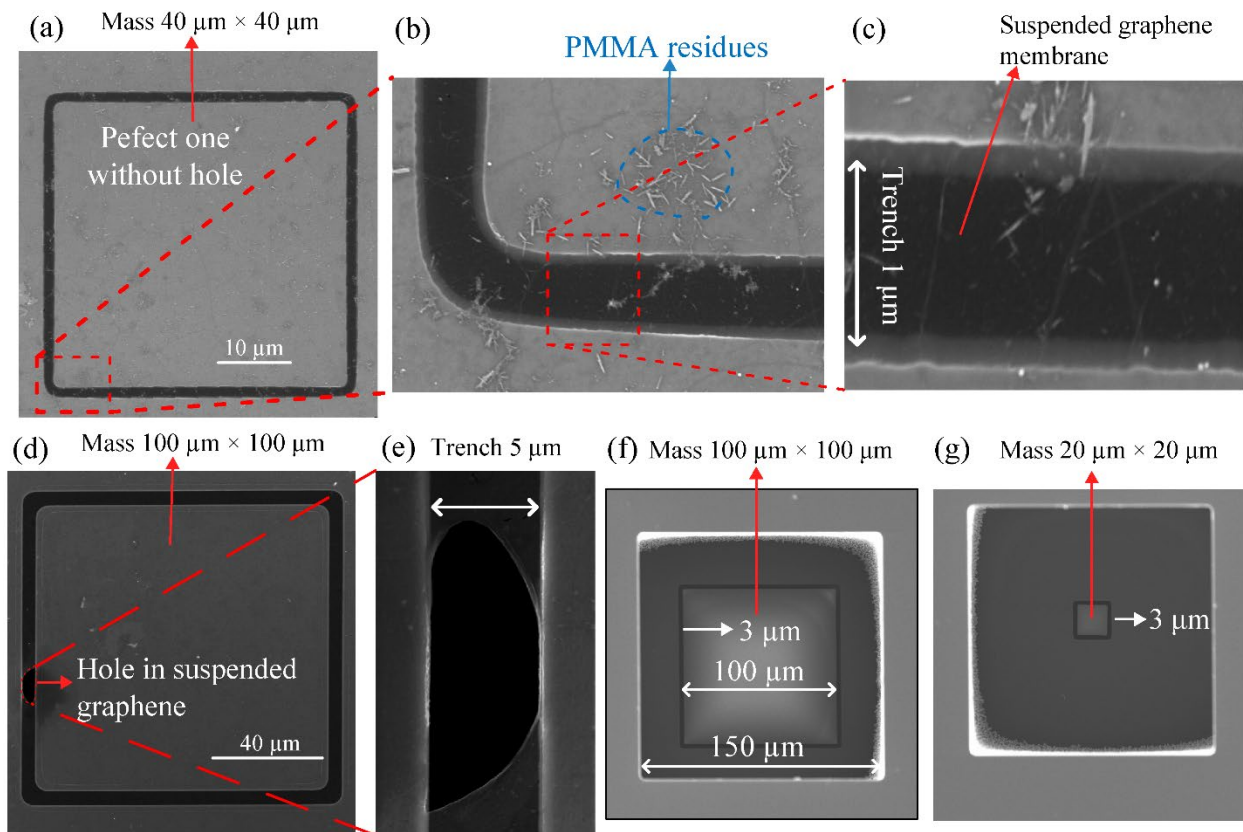 (a)
Mass 40 μm × 40 μm
Pefect one´
without hole
10 μm
(b)
PMMA residues
(c)
Suspended graphene
membrane
Trench 1 μm
(d)
Mass 100 μm × 100 μm
Hole in suspended
graphene
40 μm
(e)
Trench 5 μm
(f)
Mass 100 μm × 100 μm
3 μm
100 μm
150 μm
(g)
Mass 20 μm × 20 μm
3 μm